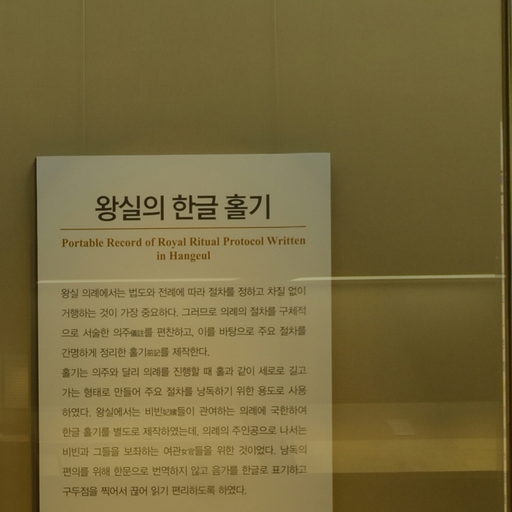 왕실의 한글 홀기
Portable Record of Royal Ritual Protocol Written
in Hangeul
왕실 의례에서는 법도와 전례에 따라 절차를 정하고 차질 없이
거행하는 것이 가장 중요하다. 그러므로 의례의 절차를 구체적
으로 서술한 의주儀註를 편찬하고, 이를 바탕으로 주요 절차를
간명하게 정리한 홀기笏記를 제작한다.
홀기는 의주와 달리 의례를 진행할 때 홀과 같이 세로로 길고
가는 형태로 만들어 주요 절차를 낭독하기 위한 용도로 사용
하였다. 왕실에서는 비빈妃嬪들이 관여하는 의례에 국한하여
한글 홀기를 별도로 제작하였는데, 의례의 주인공으로 나서는
비빈과 그들을 보좌하는 여관女官들을 위한 것이었다. 낭독의
편의를 위해 한문으로 번역하지 않고 음가를 한글로 표기하고
구두점을 찍어서 끊어 읽기 편리하도록 하였다.